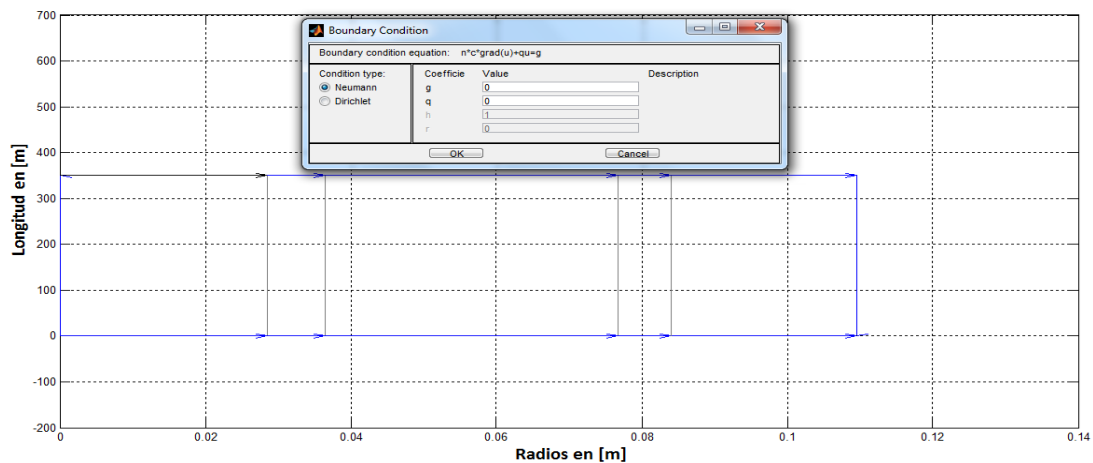 700
Boundary Condition
Boundary condition equation: n*c*grad(u)+qu=g
600
Condition type: Coefficie Value Description
Neumann g 0
Dirichlet q 0
500
h 1
r 0
OK Cancel
400
300
200
100
0
-100
-200
Longitud en [m]
0 0.02 0.04 0.06 0.08 0.1 0.12 0.14
Radios en [m]